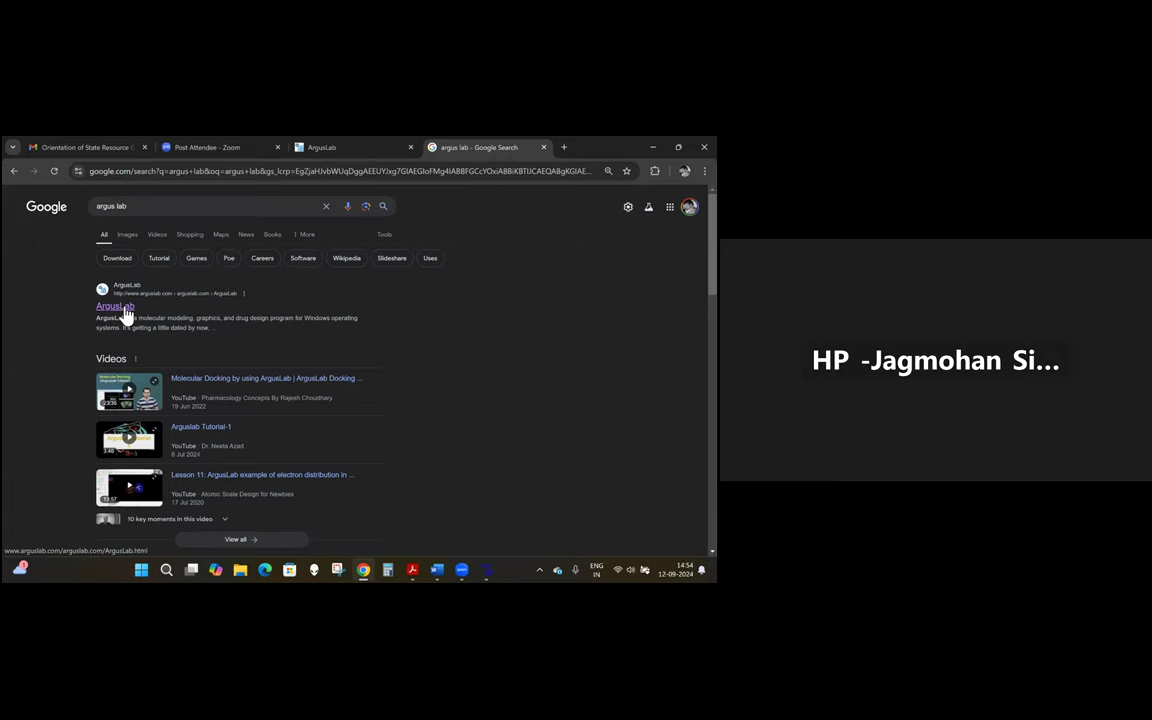 Orientation of State Resource G
Post Attendee - Zoom
ArgusLab
argus lab - Google Search
google.com/search?q=argus+lab&oq=argus+lab&gs_lcrp=
Google
argus lab
All Images Videos Shopping Maps News Books More Tools
Download Tutorial Games Poe Careers Software Wikipedia Slideshare Uses
ArgusLab
http://www.arguslab.com › arguslab.com › ArgusLab
ArgusLab
molecular modeling, graphics, and drug design program for Windows operating
systems. It's getting a little dated by now, ...
Videos
Molecular Docking by using ArgusLab | ArgusLab Docking ...
YouTube · Pharmacology Concepts By Rajesh Choudhary
19 Jun 2022
23:35
Arguslab Tutorial-1
YouTube · Dr. Neeta Azad
8 Jul 2024
3:46
Lesson 11: ArgusLab example of electron distribution in ...
YouTube · Atomic Scale Design for Newbies
17 Jul 2020
13:57
10 key moments in this video
View all
www.arguslab.com/arguslab.com/ArgusLab.html
ENG
IN
14:54
12-09-2024
HP -Jagmohan Si...